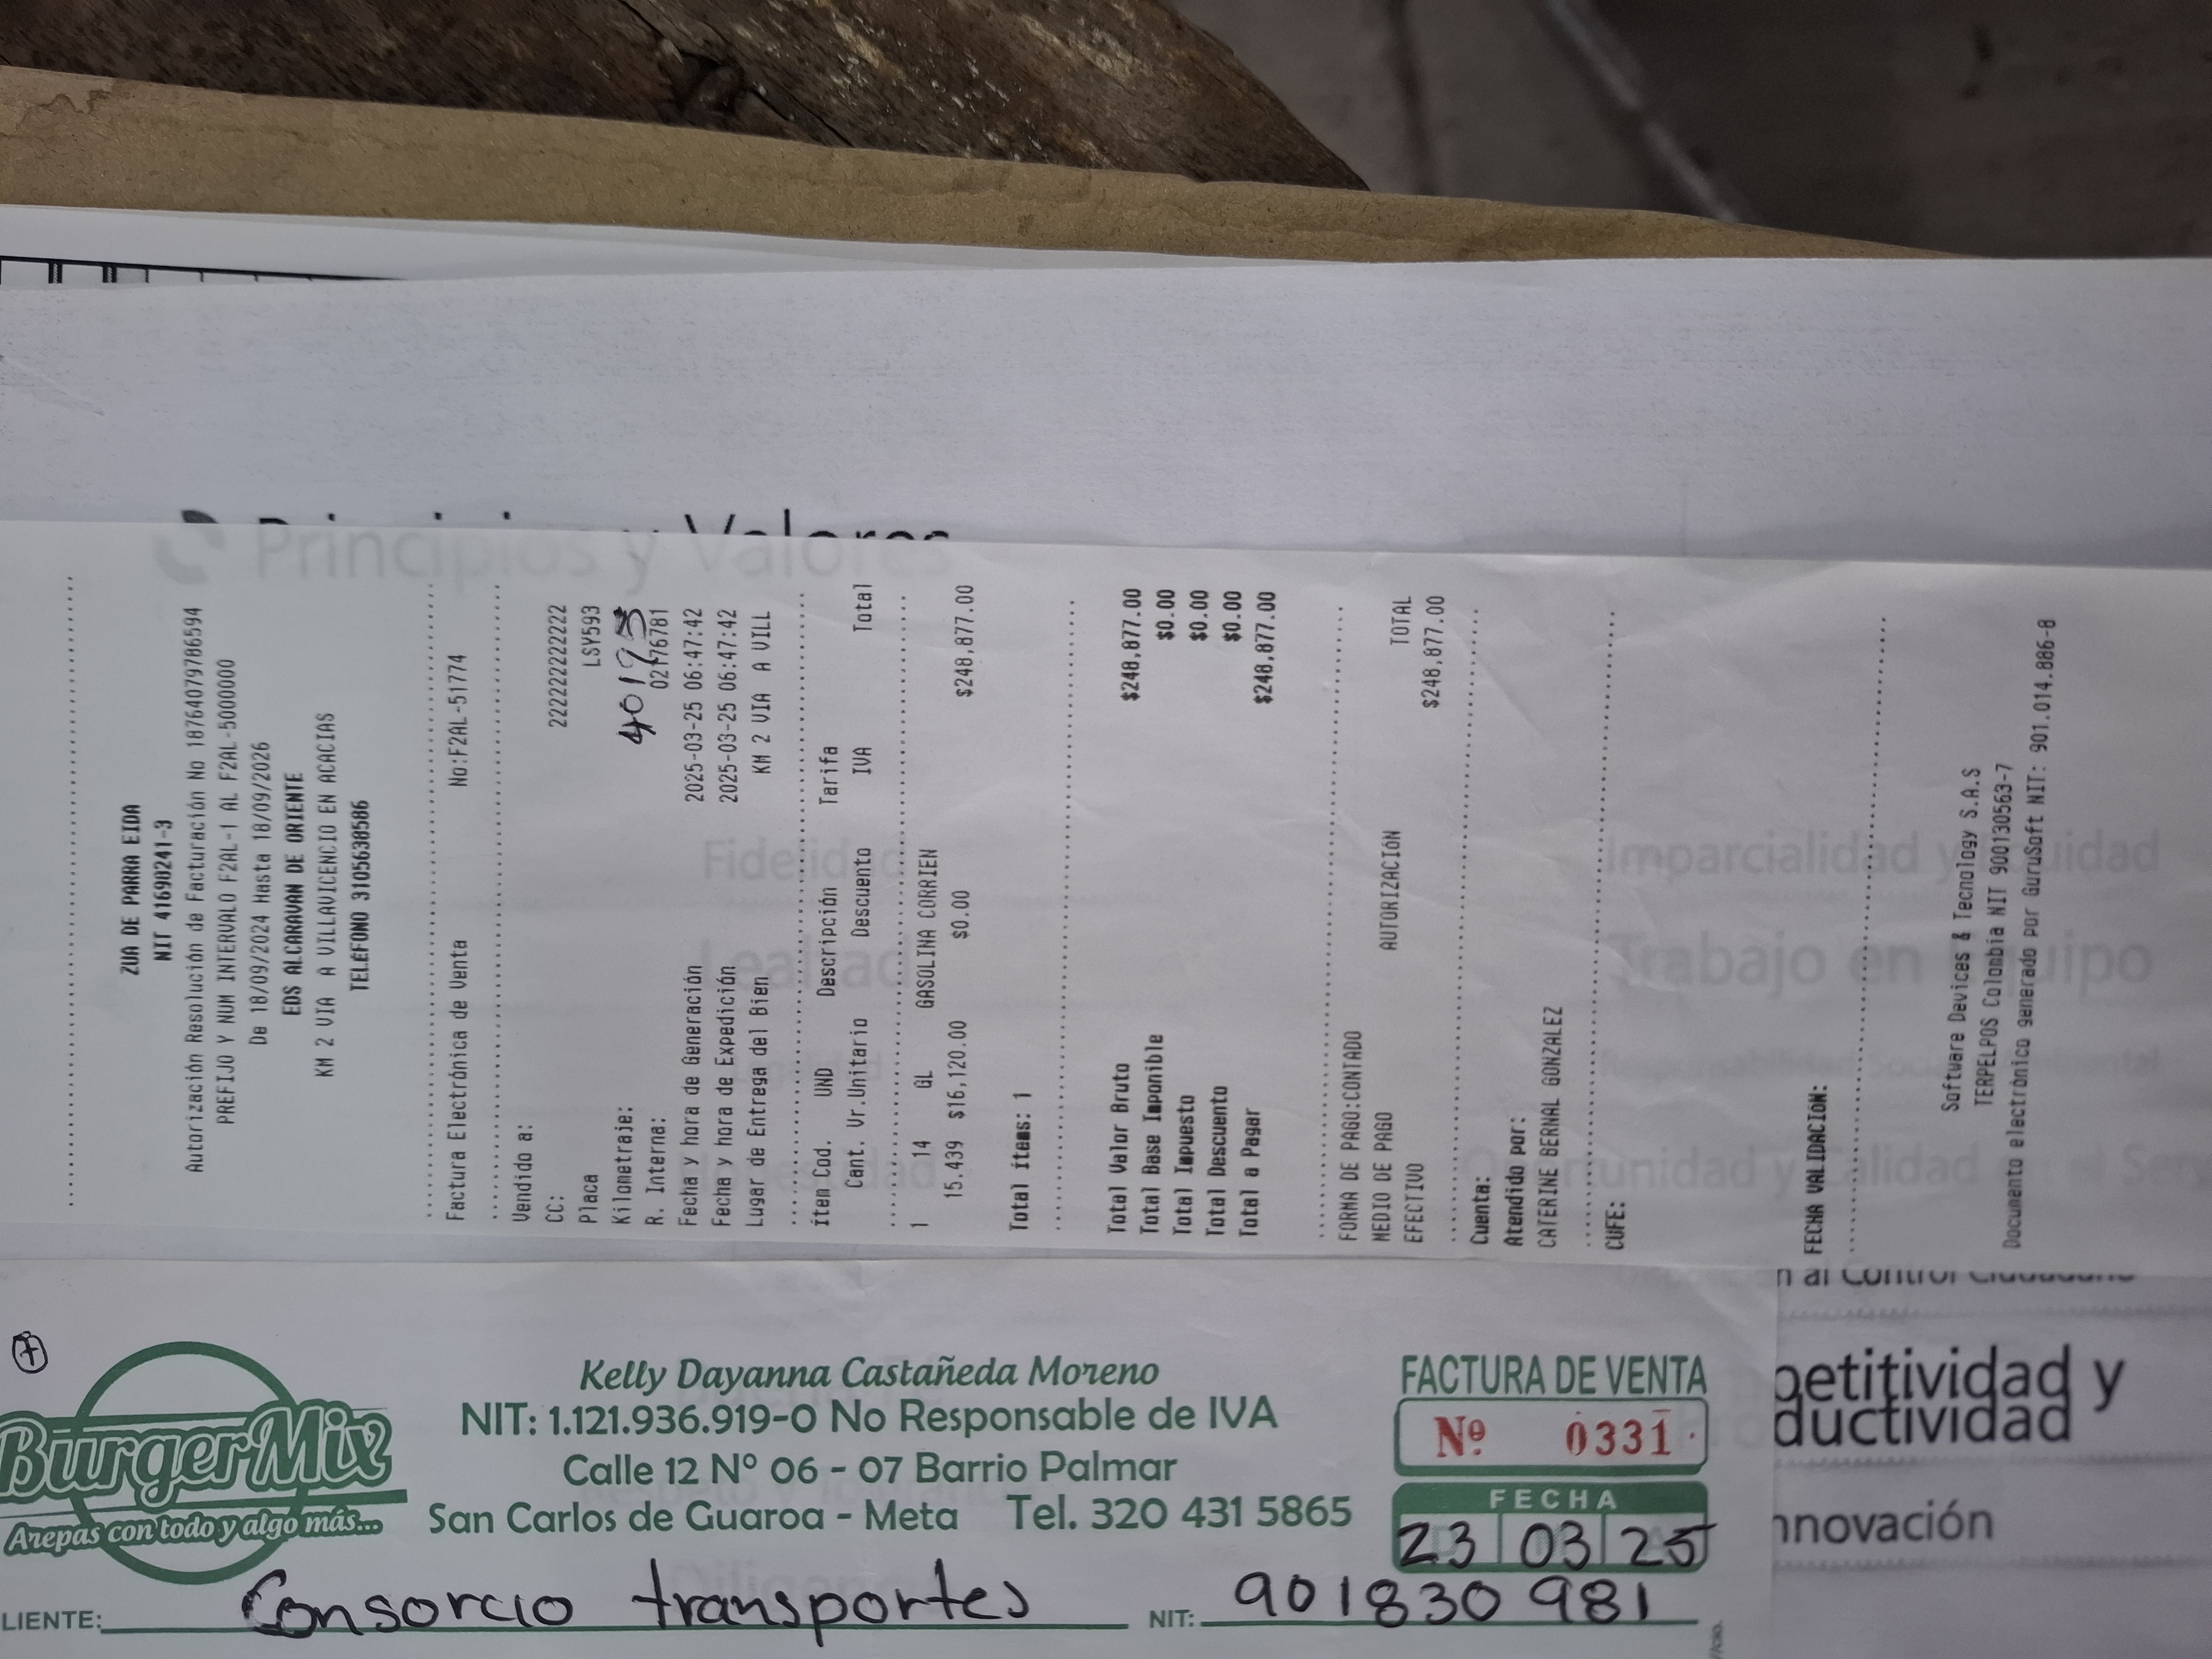 ZUA DE PARRA EIDA
NIT 41690241-3
Autorización Resolución de Facturación No 18764079786594
PREFIJO Y NUM INTERVALO F2AL-1 AL F2AL-5000000
De 18/09/2024 Hasta 18/09/2026
EDS ALCARAVAN DE ORIENTE
KM 2 VIA A VILLAVICENCIO EN ACACIAS
TELEFONO 3105638586
Factura Electrónica de Venta No:F2AL-51774
Vendido a:
CC: 222222222222
Placa LSY593
Kilometraje: 40193
R. Interna: 02176781
Fecha y hora de Generación 2025-03-25 06:47:42
Fecha y hora de Expedición 2025-03-25 06:47:42
Lugar de Entrega del Bien KM 2 VIA A VILL
Ítem Cod. UND Descripción Tarifa
Cant. Vr.Unitario Descuento IVA Total
1 14 GL GASOLINA CORRIEN
15.439 $16,120.00 $0.00 $248,877.00
Total ítems: 1
Total Valor Bruto $248,877.00
Total Base Imponible $0.00
Total Impuesto $0.00
Total Descuento $0.00
Total a Pagar $248,877.00
FORMA DE PAGO:CONTADO
MEDIO DE PAGO AUTORIZACIÓN TOTAL
EFECTIVO $248,877.00
Cuenta:
Atendido por:
CATERINE BERNAL GONZALEZ
CUFE:
FECHA VALIDACIÓN:
Software Devices & Tecnology S.A.S
TERPELPOS Colombia NIT 900130563-7
Documento electrónico generado por GuruSoft NIT: 901.014.886-8
Principios y Valores
Fidelidad
Lealtad
Imparcialidad y Equidad
Trabajo en Equipo
n al Control Ciudadano
petitividad y
ductividad
nnovación
BurgerMix
Arepas con todo y algo más...
Kelly Dayanna Castañeda Moreno
NIT: 1.121.936.919-0 No Responsable de IVA
Calle 12 N° 06 - 07 Barrio Palmar
San Carlos de Guaroa - Meta Tel. 320 431 5865
FACTURA DE VENTA
Nº 0331
FECHA
23 03 25
LIENTE: Consorcio transportes NIT: 901830981